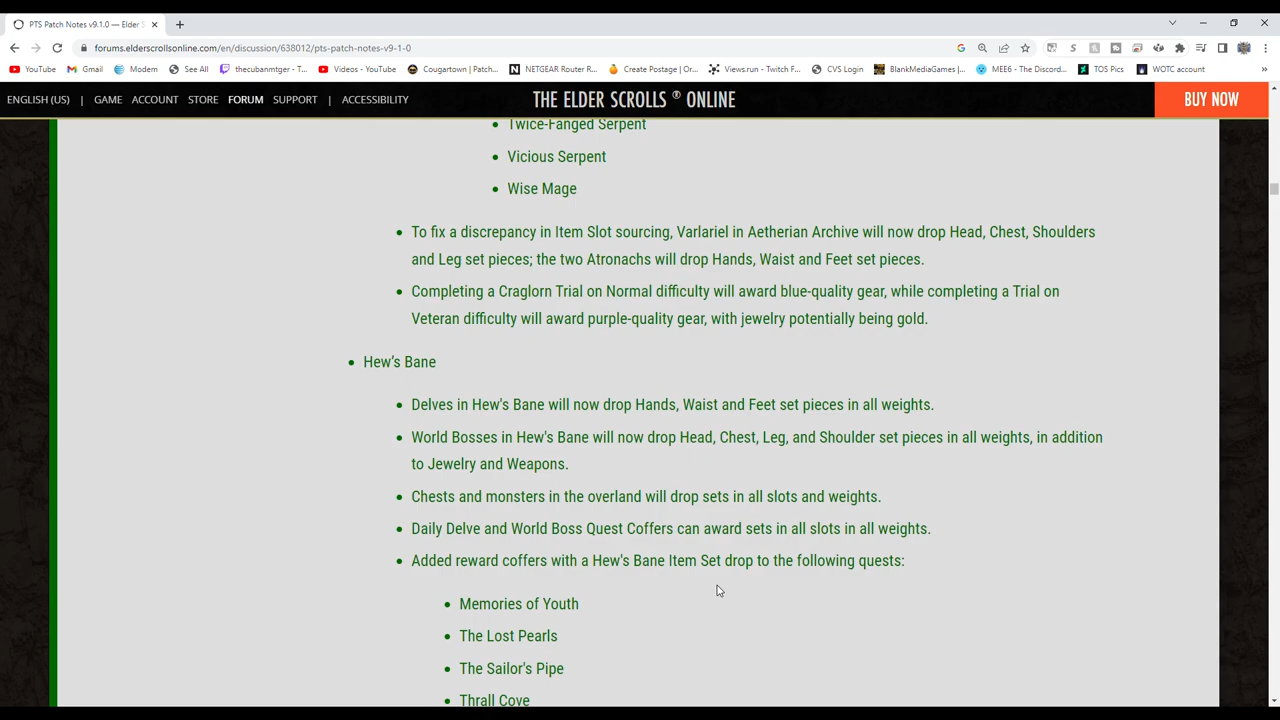 PTS Patch Notes v9.1.0 — Elder S
forums.elderscrollsonline.com/en/discussion/638012/pts-patch-notes-v9-1-0
YouTube Gmail Modem See All thecubanmtger - T... Videos - YouTube Cougartown | Patch... NETGEAR Router R... Create Postage | Or... Views.run - Twitch F... CVS Login BlankMediaGames |... MEE6 - The Discord... TOS Pics WOTC account »
ENGLISH (US) | GAME ACCOUNT STORE FORUM SUPPORT | ACCESSIBILITY THE ELDER SCROLLS ® ONLINE BUY NOW
Twice-Fanged Serpent
Vicious Serpent
Wise Mage
To fix a discrepancy in Item Slot sourcing, Varlariel in Aetherian Archive will now drop Head, Chest, Shoulders
and Leg set pieces; the two Atronachs will drop Hands, Waist and Feet set pieces.
Completing a Craglorn Trial on Normal difficulty will award blue-quality gear, while completing a Trial on
Veteran difficulty will award purple-quality gear, with jewelry potentially being gold.
Hew's Bane
Delves in Hew's Bane will now drop Hands, Waist and Feet set pieces in all weights.
World Bosses in Hew's Bane will now drop Head, Chest, Leg, and Shoulder set pieces in all weights, in addition
to Jewelry and Weapons.
Chests and monsters in the overland will drop sets in all slots and weights.
Daily Delve and World Boss Quest Coffers can award sets in all slots in all weights.
Added reward coffers with a Hew's Bane Item Set drop to the following quests:
Memories of Youth
The Lost Pearls
The Sailor's Pipe
Thrall Cove